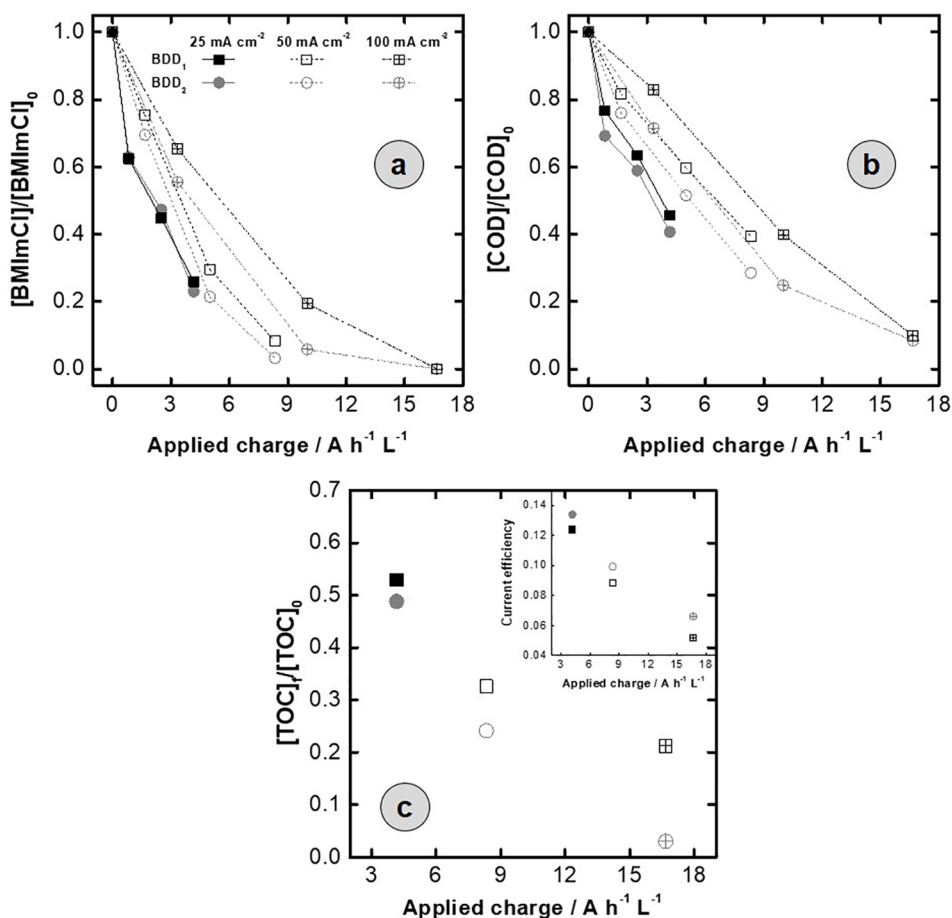 25 mA cm⁻² 50 mA cm⁻² 100 mA cm⁻²
BDD₁
BDD₂
a
[BMImCl]/[BMImCl]₀
1.0
0.8
0.6
0.4
0.2
0.0
0 3 6 9 12 15 18
Applied charge / A h⁻¹ L⁻¹
b
[COD]/[COD]₀
1.0
0.8
0.6
0.4
0.2
0.0
0 3 6 9 12 15 18
Applied charge / A h⁻¹ L⁻¹
c
[TOC]f/[TOC]₀
0.7
0.6
0.5
0.4
0.3
0.2
0.1
0.0
3 6 9 12 15 18
Applied charge / A h⁻¹ L⁻¹
Current efficiency
0.14
0.12
0.10
0.08
0.06
0.04
3 6 9 12 15 18
Applied charge / A h⁻¹ L⁻¹